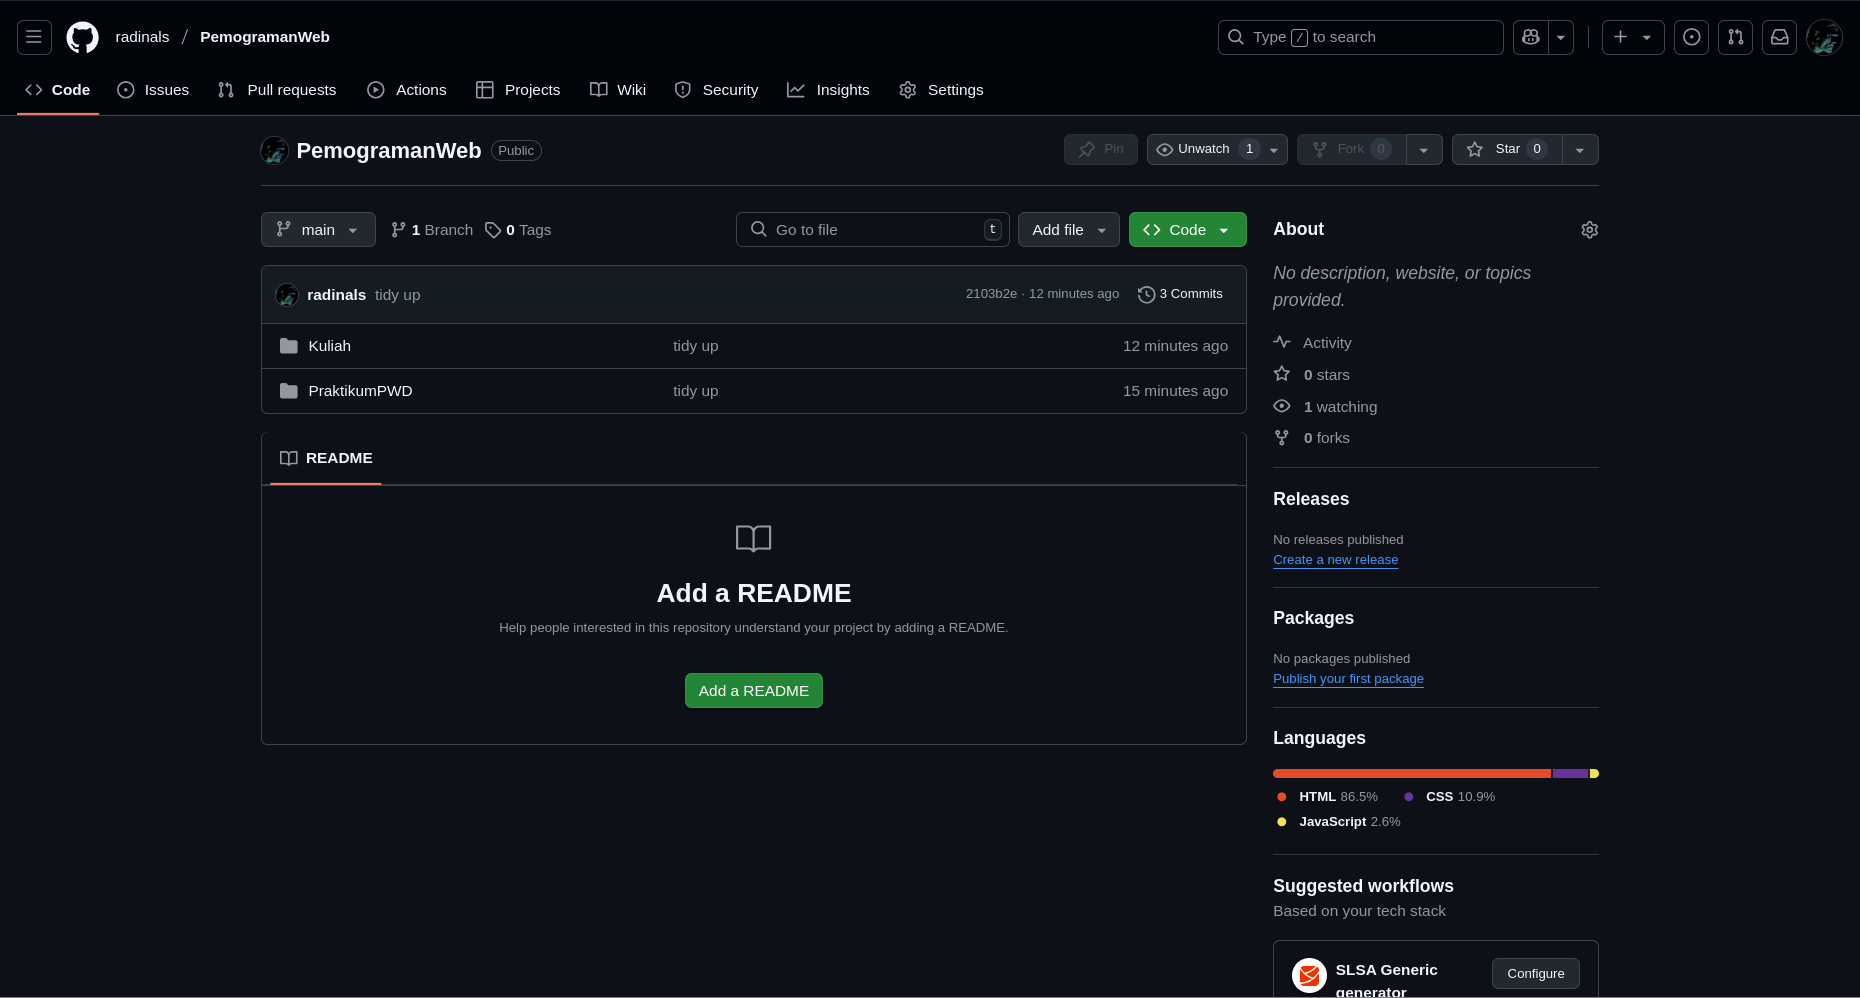 radinals / PemogramanWeb
Type / to search
Code Issues Pull requests Actions Projects Wiki Security Insights Settings
PemogramanWeb Public
Pin Unwatch 1 Fork 0 Star 0
main 1 Branch 0 Tags
Go to file t Add file Code
radinals tidy up 2103b2e · 12 minutes ago 3 Commits
Kuliah tidy up 12 minutes ago
PraktikumPWD tidy up 15 minutes ago
README
Add a README
Help people interested in this repository understand your project by adding a README.
Add a README
About
No description, website, or topics
provided.
Activity
0 stars
1 watching
0 forks
Releases
No releases published
Create a new release
Packages
No packages published
Publish your first package
Languages
HTML 86.5% CSS 10.9%
JavaScript 2.6%
Suggested workflows
Based on your tech stack
SLSA Generic Configure
generator